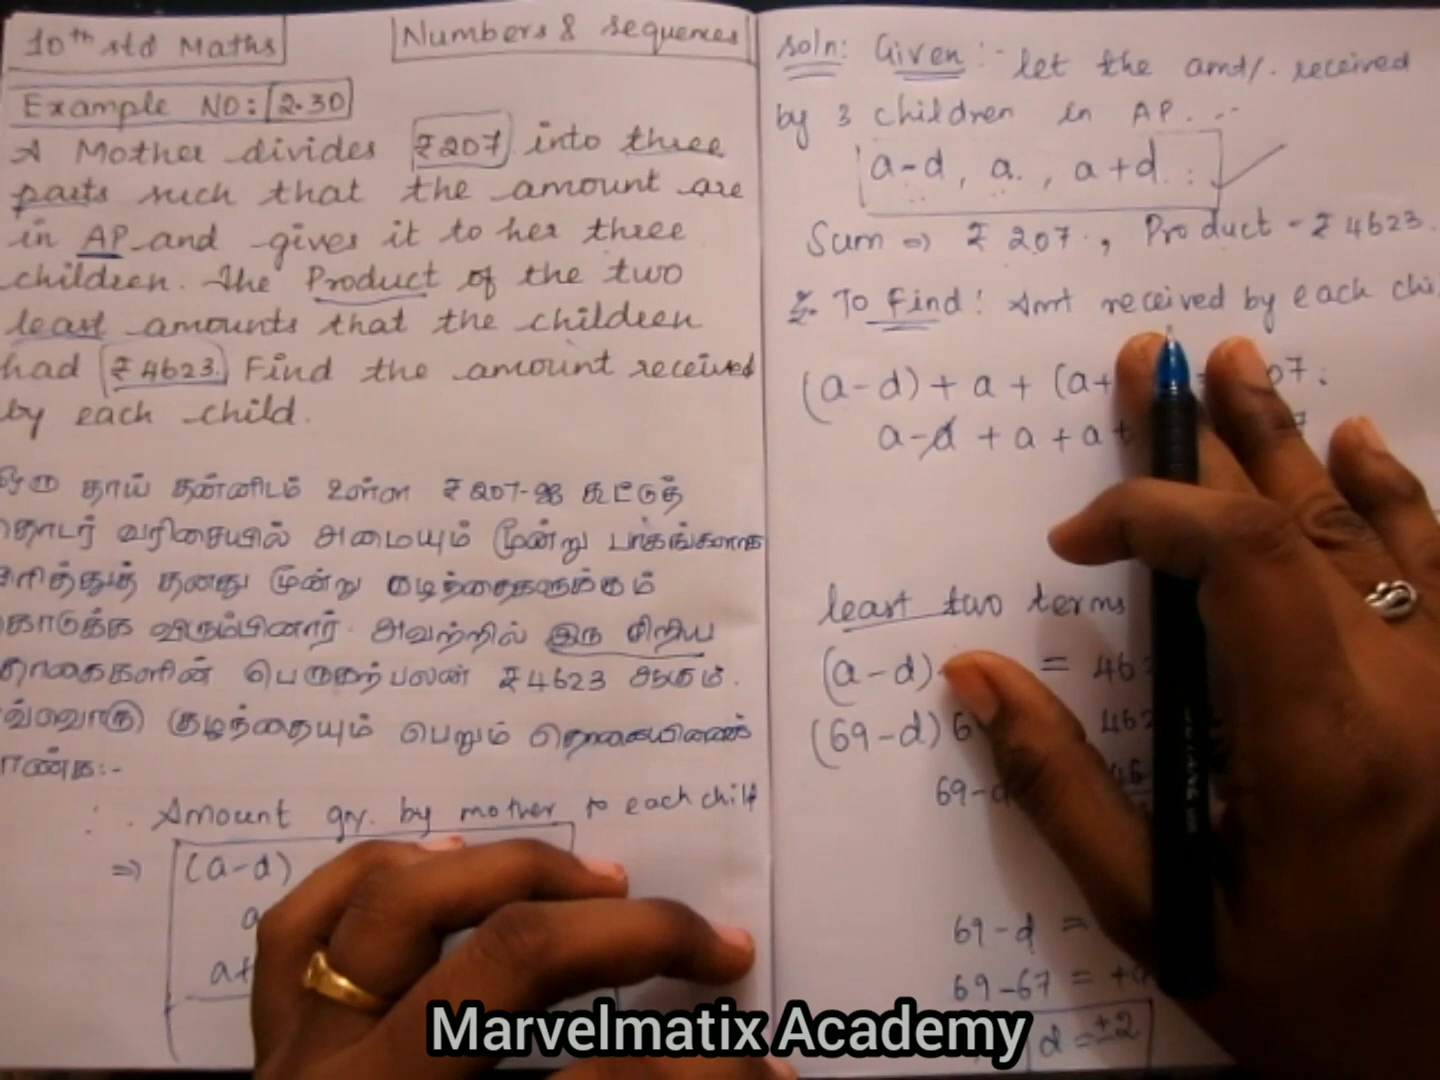 10th std Maths
Numbers & sequences
Example NO: 2.30
A Mother divides ₹207 into three
parts such that the amount are
in AP and gives it to her three
children. The Product of the two
least amounts that the children
had ₹4623. Find the amount received
by each child.
தாய் தன்னிடம் உள்ள ₹207-ஐ கூட்டுத்
தொடர் வரிசையில் அமையும் மூன்று பாகங்களாக
தனது மூன்று குழந்தைகளுக்கும்
கொடுக்க விரும்பினார். அவற்றில் இரு சிறிய
தொகைகளின் பெருக்கற்பலன் ₹4623 ஆகும்.
குழந்தையும் பெறும் தொகையினைக்
∴ Amount gn. by mother to each child
⇒ (a-d)
a
soln: Given:- let the amt/. received
by 3 children in AP.:-
a-d, a., a+d.:
Sum ⇒ ₹207., Product - ₹4623.
To Find: Amt received by each
(a-d) + a + (a+
a-d + a + a +
least two terms
(a-d) =
(69-d)
69-d
69-d =
69-67 =
d = ±2
Marvelmatix Academy